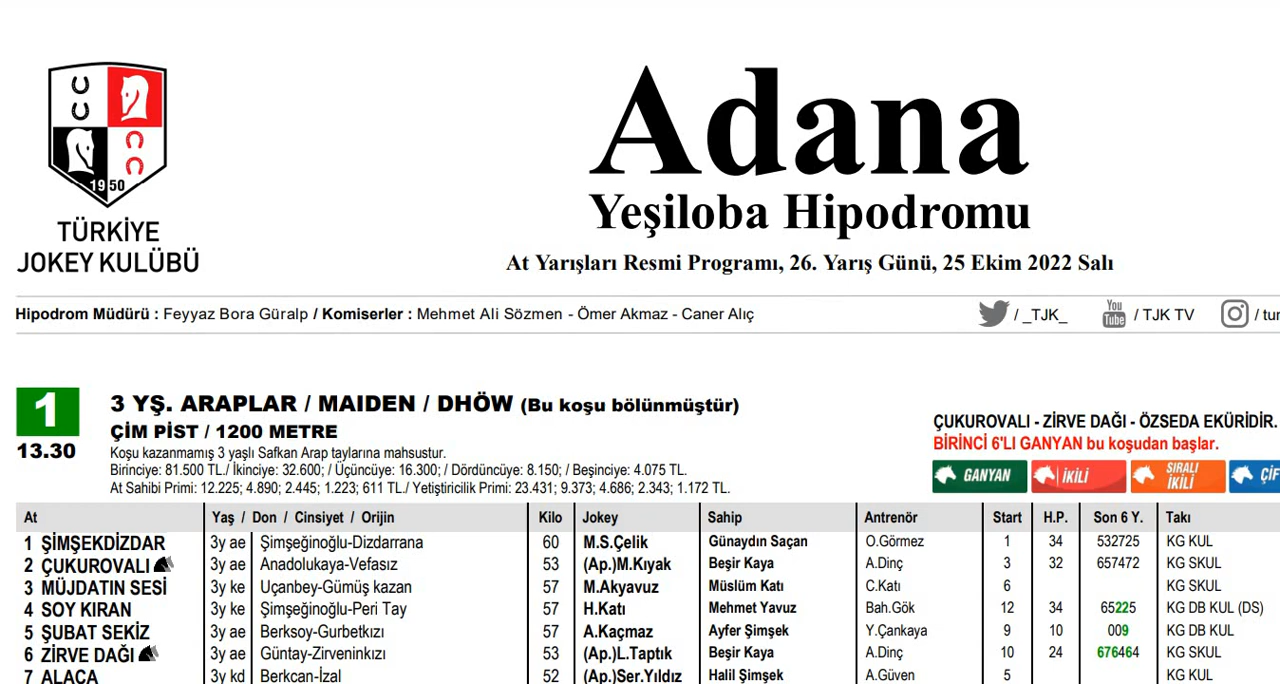 1950
TÜRKİYE
JOKEY KULÜBÜ
Adana
Yeşiloba Hipodromu
At Yarışları Resmi Programı, 26. Yarış Günü, 25 Ekim 2022 Salı
Hipodrom Müdürü : Feyyaz Bora Güralp / Komiserler : Mehmet Ali Sözmen - Ömer Akmaz - Caner Alıç
/ _TJK_ You Tube / TJK TV / tur
1
13.30
3 YŞ. ARAPLAR / MAIDEN / DHÖW (Bu koşu bölünmüştür)
ÇİM PİST / 1200 METRE
Koşu kazanmamış 3 yaşlı Safkan Arap taylarına mahsustur.
Birinciye: 81.500 TL./ İkinciye: 32.600; / Üçüncüye: 16.300; / Dördüncüye: 8.150; / Beşinciye: 4.075 TL.
At Sahibi Primi: 12.225; 4.890; 2.445; 1.223; 611 TL./ Yetiştiricilik Primi: 23.431; 9.373; 4.686; 2.343; 1.172 TL.
ÇUKUROVALI - ZİRVE DAĞI - ÖZSEDA EKÜRİDİR.
BİRİNCİ 6'LI GANYAN bu koşudan başlar.
GANYAN İKİLİ SIRALI İKİLİ ÇİF
At Yaş / Don / Cinsiyet / Orijin Kilo Jokey Sahip Antrenör Start H.P. Son 6 Y. Takı
1 ŞİMŞEKDİZDAR 3y ae Şimşeğinoğlu-Dizdarrana 60 M.S.Çelik Günaydın Saçan O.Görmez 1 34 532725 KG KUL
2 ÇUKUROVALI 3y ae Anadolukaya-Vefasız 53 (Ap.)M.Kıyak Beşir Kaya A.Dinç 3 32 657472 KG SKUL
3 MÜJDATIN SESİ 3y ke Uçanbey-Gümüş kazan 57 M.Akyavuz Müslüm Katı C.Katı 6 KG SKUL
4 SOY KIRAN 3y ke Şimşeğinoğlu-Peri Tay 57 H.Katı Mehmet Yavuz Bah.Gök 12 34 65225 KG DB KUL (DS)
5 ŞUBAT SEKİZ 3y ae Berksoy-Gurbetkızı 57 A.Kaçmaz Ayfer Şimşek Y.Çankaya 9 10 009 KG DB KUL
6 ZİRVE DAĞI 3y ae Güntay-Zirveninkızı 53 (Ap.)L.Taptık Beşir Kaya A.Dinç 10 24 676464 KG SKUL
7 ALACA 3y kd Berkcan-İzal 52 (Ap.)Ser.Yıldız Halil Şimşek A.Güven 5 KG KUL